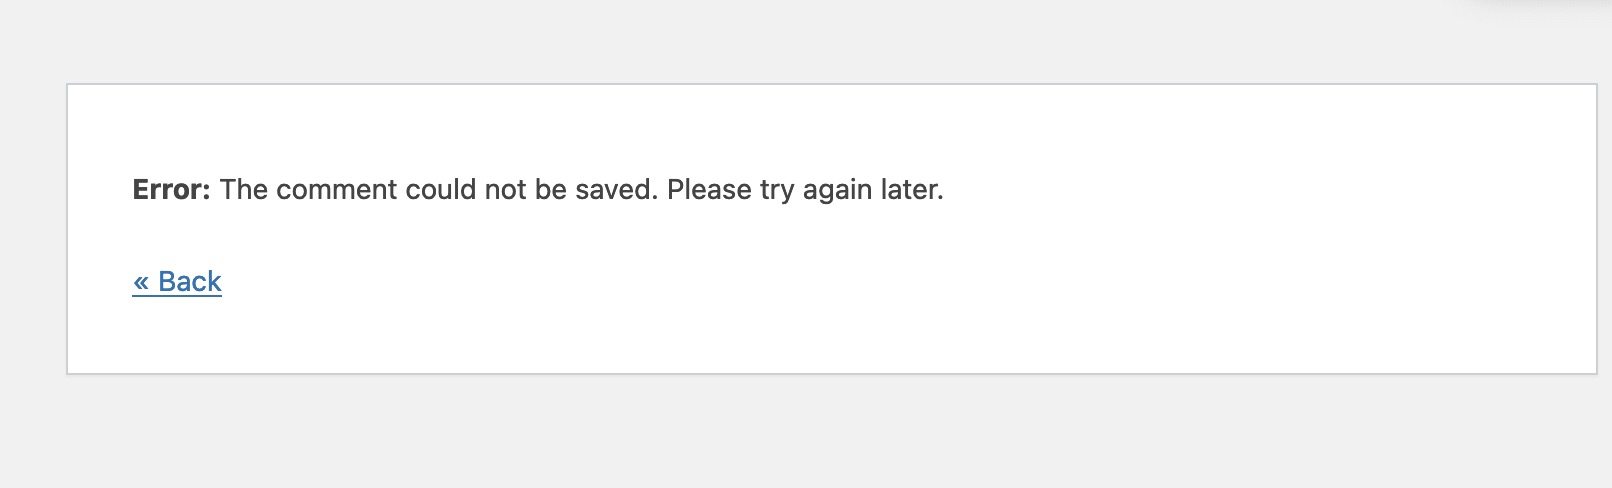 Error: The comment could not be saved. Please try again later.
« Back